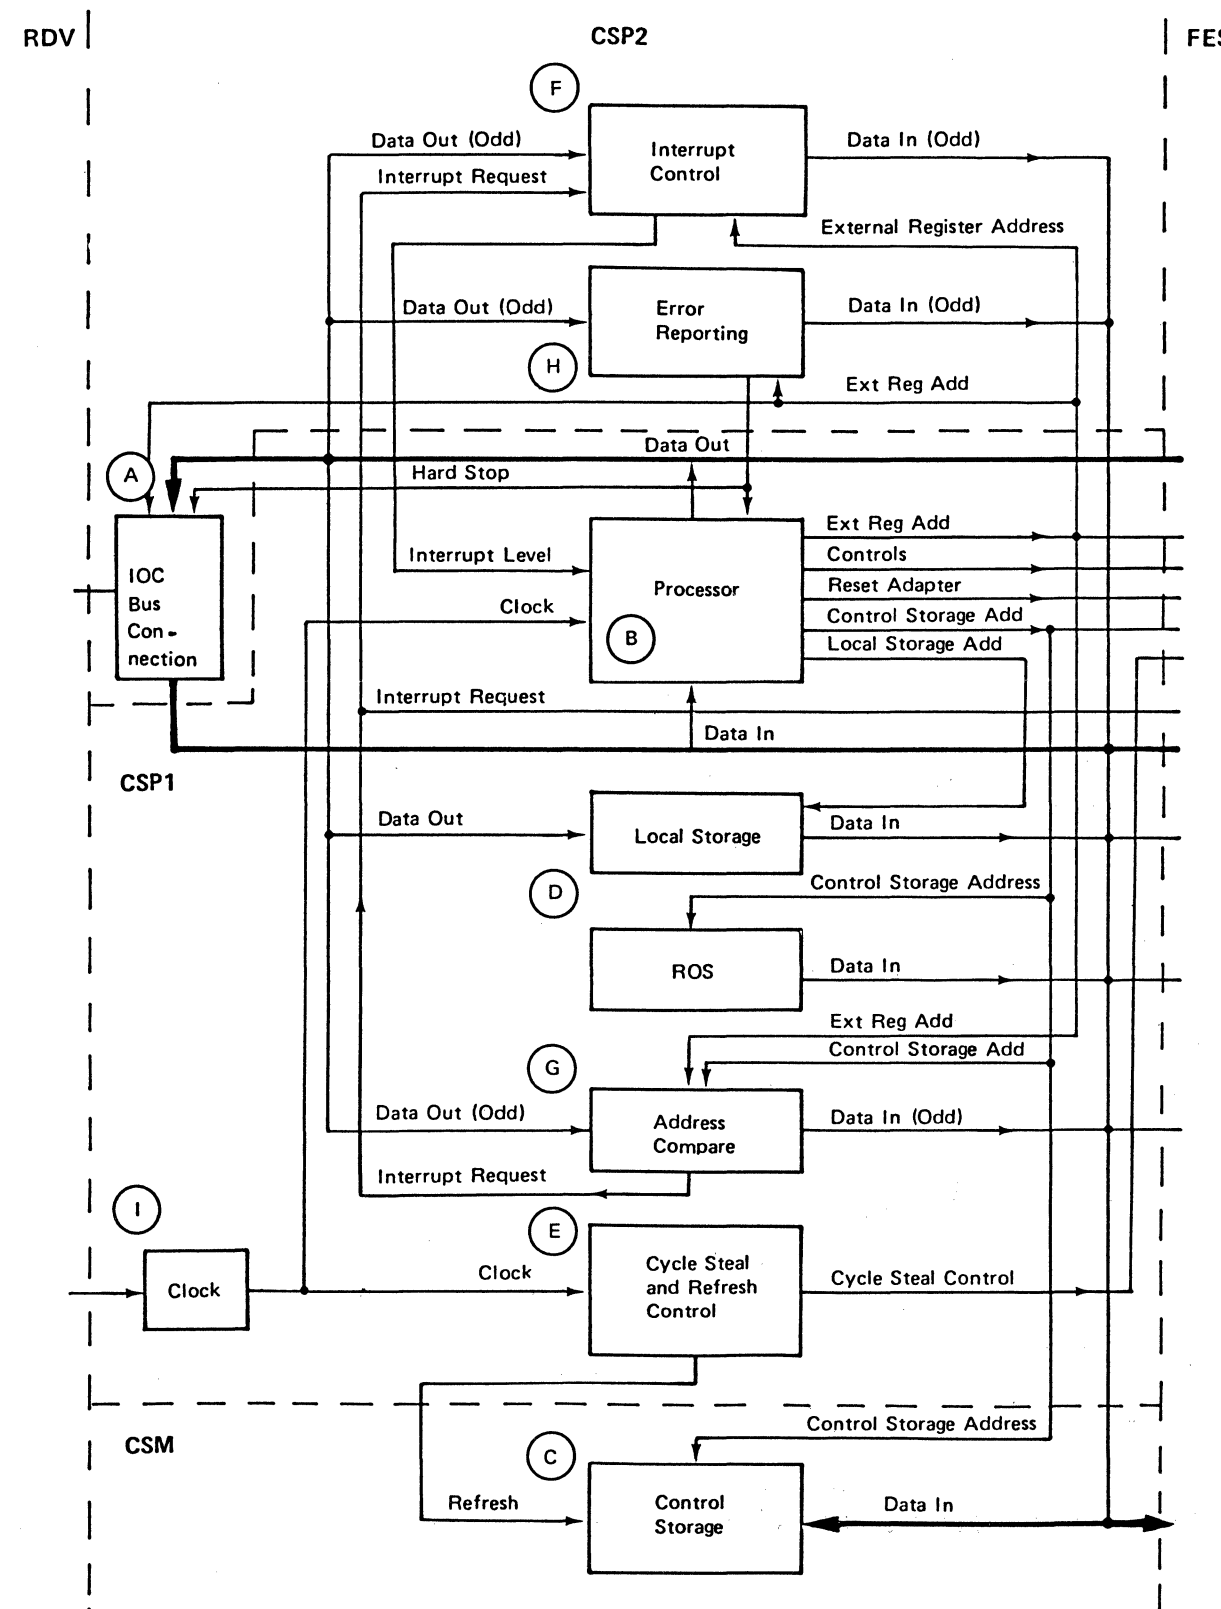 RDV
CSP2
FES
F
Data Out (Odd)
Interrupt
Control
Data In (Odd)
Interrupt Request
External Register Address
Data Out (Odd)
Error
Reporting
Data In (Odd)
H
Ext Reg Add
A
Data Out
Hard Stop
IOC
Bus
Con-
nection
Interrupt Level
Clock
Processor
B
Ext Reg Add
Controls
Reset Adapter
Control Storage Add
Local Storage Add
Interrupt Request
Data In
CSP1
Data Out
Local Storage
Data In
D
Control Storage Address
ROS
Data In
Ext Reg Add
Control Storage Add
G
Data Out (Odd)
Address
Compare
Data In (Odd)
Interrupt Request
I
E
Clock
Clock
Cycle Steal
and Refresh
Control
Cycle Steal Control
CSM
Control Storage Address
C
Refresh
Control
Storage
Data In